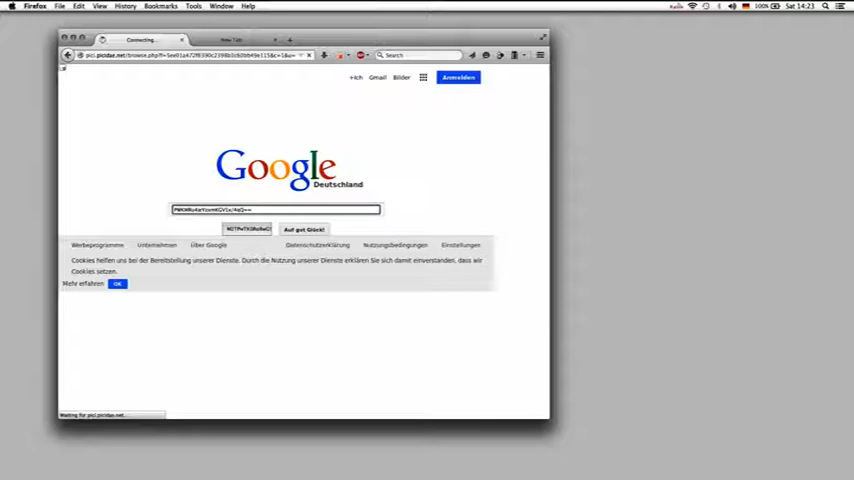 Firefox File Edit View History Bookmarks Tools Window Help
100% Sat 14:23
Connecting...
New Tab
Search
+Ich Gmail Bilder Anmelden
Google
Deutschland
Auf gut Glück!
Werbeprogramme Unternehmen Über Google Datenschutzerklärung Nutzungsbedingungen Einstellungen
Cookies helfen uns bei der Bereitstellung unserer Dienste. Durch die Nutzung unserer Dienste erklären Sie sich damit einverstanden, dass wir
Cookies setzen.
Mehr erfahren OK
Waiting for pici.picidae.net...